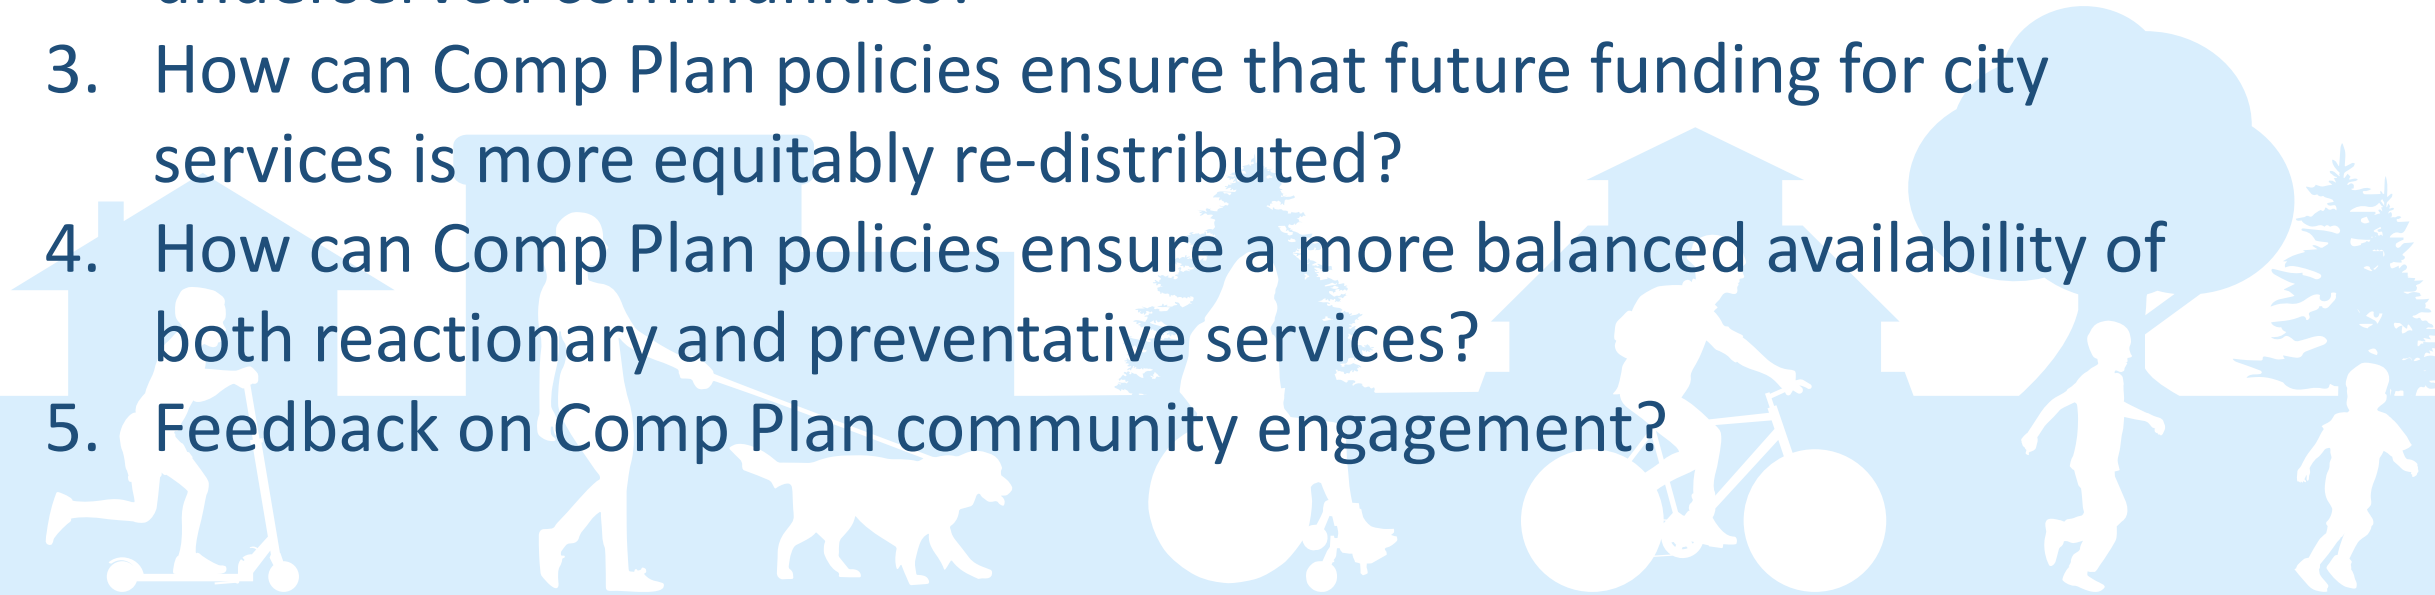 underserved communities?
3. How can Comp Plan policies ensure that future funding for city
services is more equitably re-distributed?
4. How can Comp Plan policies ensure a more balanced availability of
both reactionary and preventative services?
5. Feedback on Comp Plan community engagement?